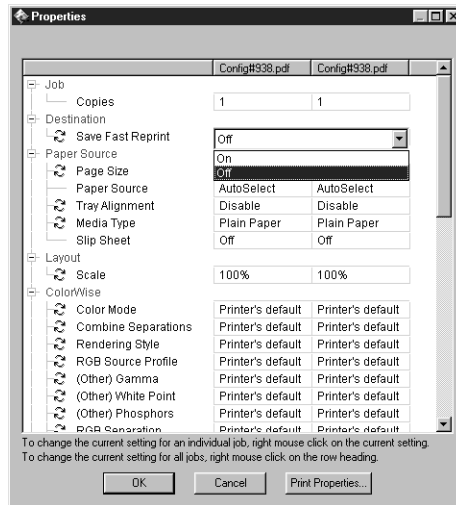 Properties
Config#938.pdf Config#938.pdf
Job
Copies 1 1
Destination
Save Fast Reprint Off
On
Paper Source Off
Page Size
Paper Source AutoSelect AutoSelect
Tray Alignment Disable Disable
Media Type Plain Paper Plain Paper
Slip Sheet Off Off
Layout
Scale 100% 100%
ColorWise
Color Mode Printer's default Printer's default
Combine Separations Printer's default Printer's default
Rendering Style Printer's default Printer's default
RGB Source Profile Printer's default Printer's default
(Other) Gamma Printer's default Printer's default
(Other) White Point Printer's default Printer's default
(Other) Phosphors Printer's default Printer's default
RGB Separation Printer's default Printer's default
To change the current setting for an individual job, right mouse click on the current setting.
To change the current setting for all jobs, right mouse click on the row heading.
OK Cancel Print Properties...